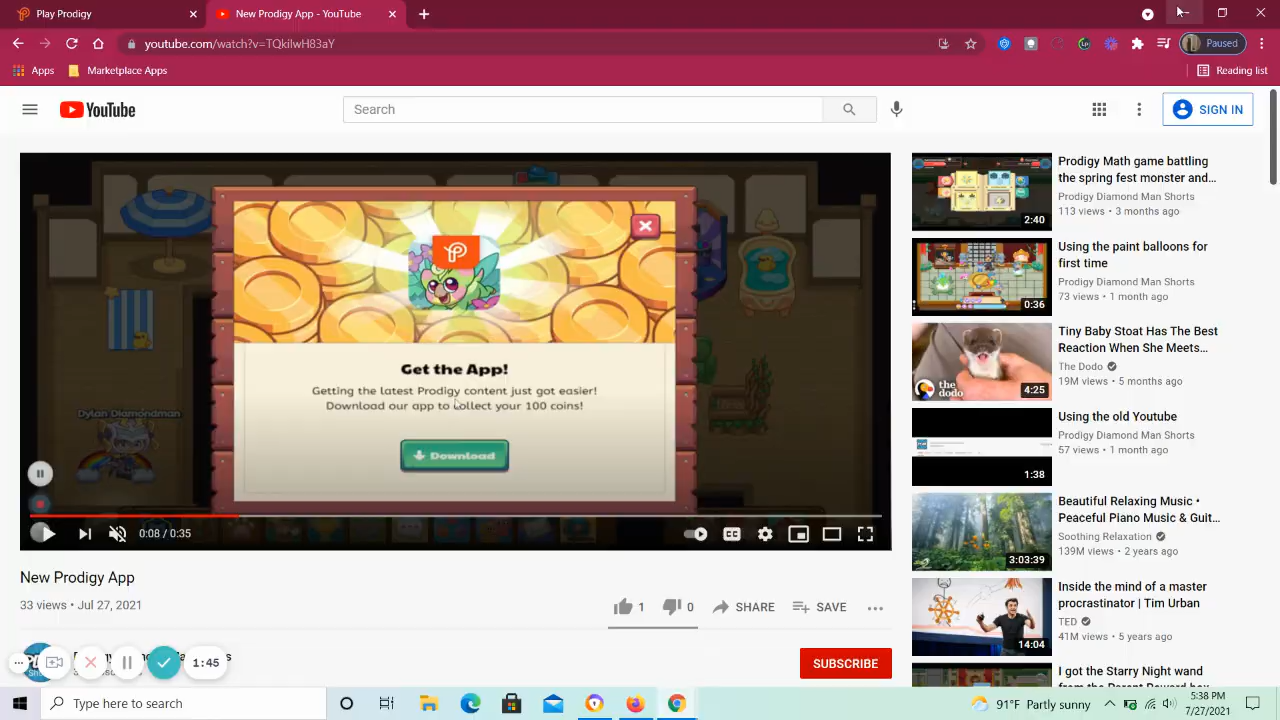 Play Prodigy
New Prodigy App - YouTube
youtube.com/watch?v=TQkilwH83aY
Paused
Apps
Marketplace Apps
Reading list
YouTube
Search
SIGN IN
Get the App!
Getting the latest Prodigy content just got easier!
Download our app to collect your 100 coins!
Download
Dylan Diamondman
0:08 / 0:35
CC
New Prodigy App
33 views • Jul 27, 2021
1
0
SHARE
SAVE
1:45
SUBSCRIBE
2:40
Prodigy Math game battling
the spring fest monster and...
Prodigy Diamond Man Shorts
113 views • 3 months ago
0:36
Using the paint balloons for
first time
Prodigy Diamond Man Shorts
73 views • 1 month ago
the
dodo
4:25
Tiny Baby Stoat Has The Best
Reaction When She Meets...
The Dodo
19M views • 5 months ago
1:38
Using the old Youtube
Prodigy Diamond Man Shorts
57 views • 1 month ago
3:03:39
Beautiful Relaxing Music •
Peaceful Piano Music & Guit...
Soothing Relaxation
139M views • 2 years ago
14:04
Inside the mind of a master
procrastinator | Tim Urban
TED
41M views • 5 years ago
I got the Starry Night wand
Type here to search
91°F Partly sunny
5:38 PM
7/27/2021